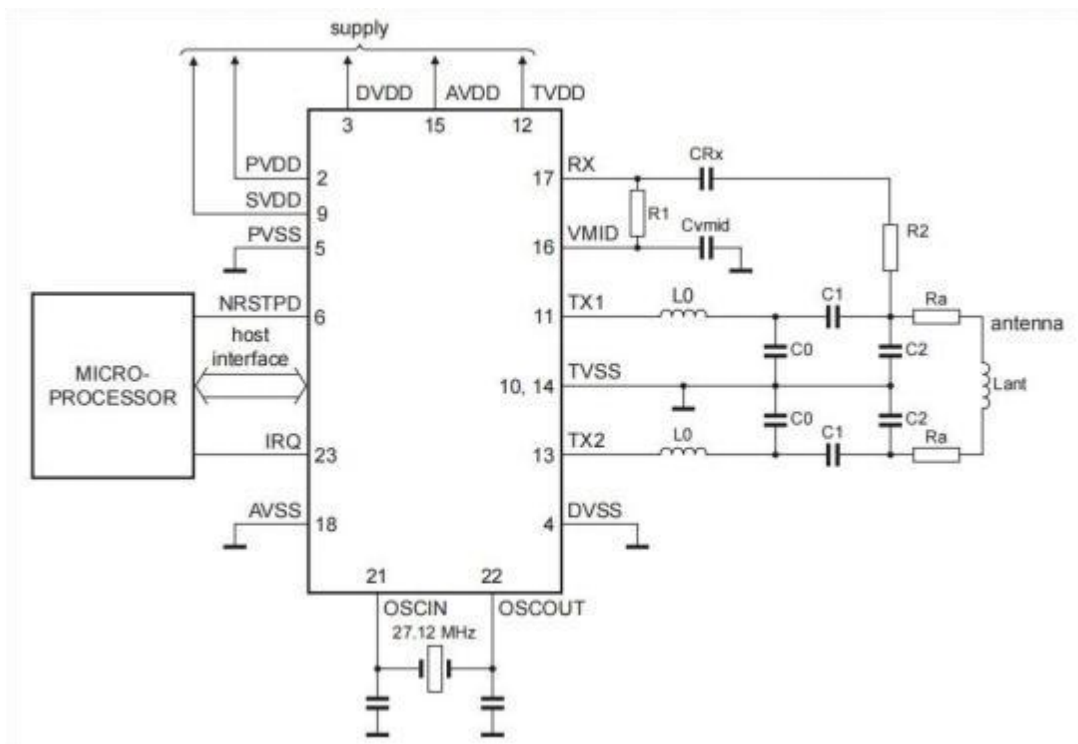 supply
DVDD AVDD TVDD
3 15 12
PVDD 2
SVDD 9
PVSS 5
NRSTPD 6
host
interface
MICRO-
PROCESSOR
IRQ 23
AVSS 18
17 RX
CRx
R1
16 VMID
Cvmid
R2
11 TX1
L0
C1
Ra
antenna
C0
C2
10, 14 TVSS
Lant
C0
C2
13 TX2
L0
C1
Ra
4 DVSS
21 22
OSCIN OSCOUT
27.12 MHz